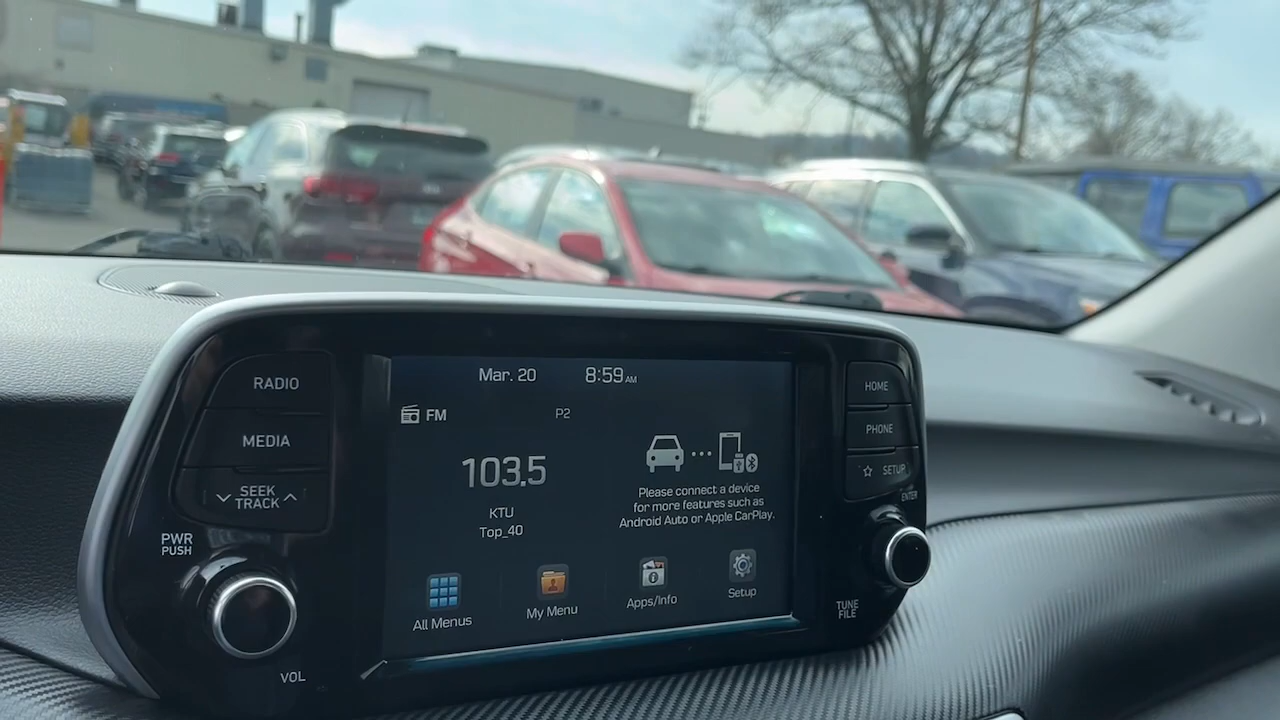 Mar. 20 8:59 AM
FM P2
103.5
KTU
Top_40
Please connect a device
for more features such as
Android Auto or Apple CarPlay.
All Menus
My Menu
Apps/Info
Setup
RADIO
MEDIA
SEEK
TRACK
PWR
PUSH
VOL
HOME
PHONE
SETUP
ENTER
TUNE
FILE